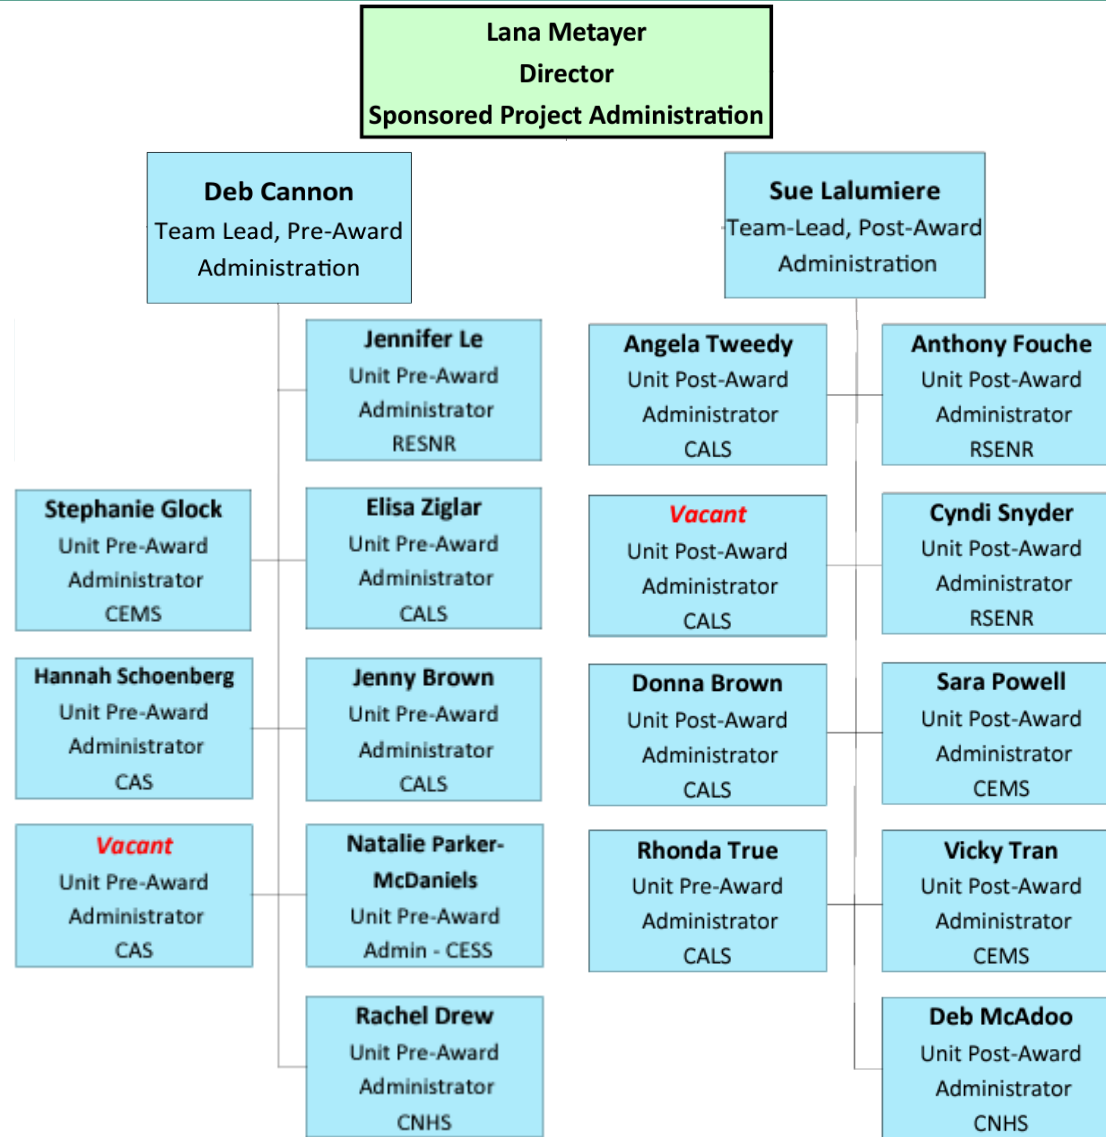 Lana Metayer
Director
Sponsored Project Administration
Deb Cannon
Team Lead, Pre-Award
Administration
Sue Lalumiere
Team-Lead, Post-Award
Administration
Jennifer Le
Unit Pre-Award
Administrator
RESNR
Stephanie Glock
Unit Pre-Award
Administrator
CEMS
Elisa Ziglar
Unit Pre-Award
Administrator
CALS
Hannah Schoenberg
Unit Pre-Award
Administrator
CAS
Jenny Brown
Unit Pre-Award
Administrator
CALS
Vacant
Unit Pre-Award
Administrator
CAS
Natalie Parker-
McDaniels
Unit Pre-Award
Admin - CESS
Rachel Drew
Unit Pre-Award
Administrator
CNHS
Angela Tweedy
Unit Post-Award
Administrator
CALS
Anthony Fouche
Unit Post-Award
Administrator
RSENR
Vacant
Unit Post-Award
Administrator
CALS
Cyndi Snyder
Unit Post-Award
Administrator
RSENR
Donna Brown
Unit Post-Award
Administrator
CALS
Sara Powell
Unit Post-Award
Administrator
CEMS
Rhonda True
Unit Pre-Award
Administrator
CALS
Vicky Tran
Unit Post-Award
Administrator
CEMS
Deb McAdoo
Unit Post-Award
Administrator
CNHS